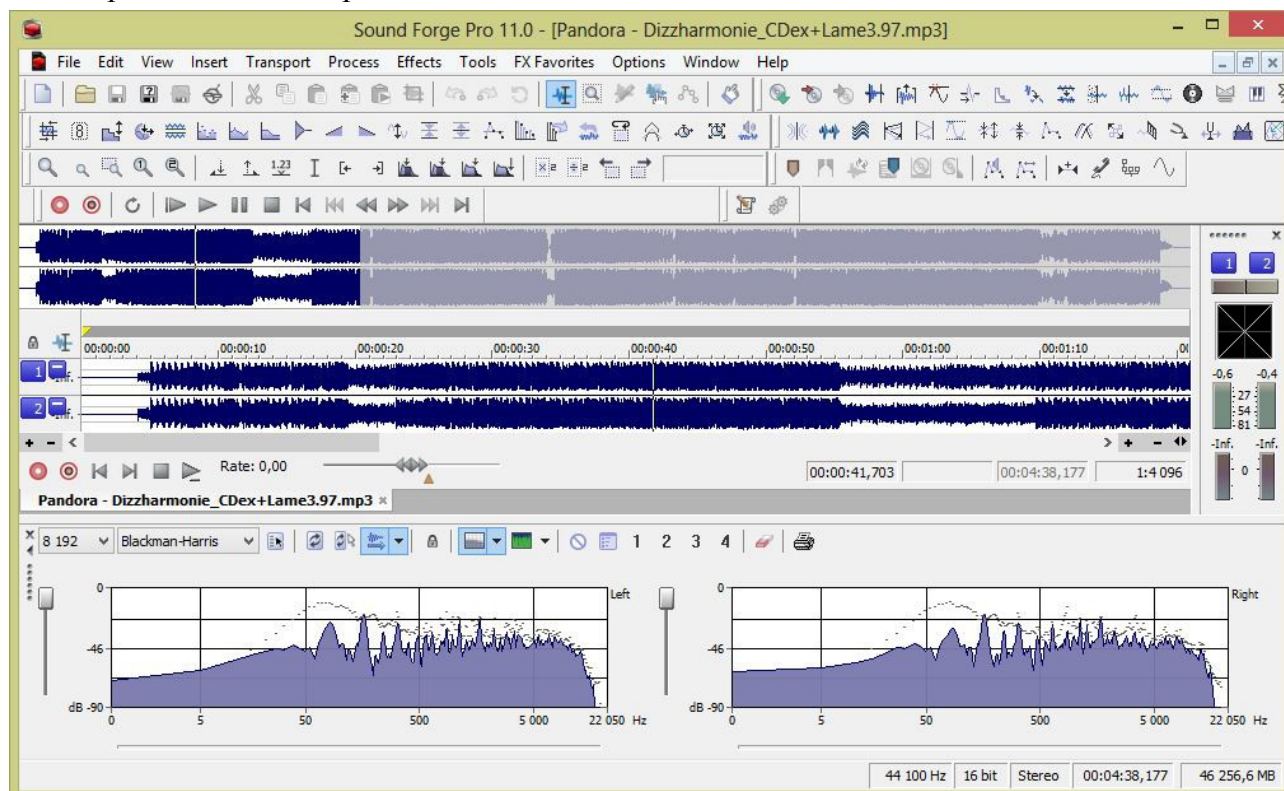 Sound Forge Pro 11.0 - [Pandora - Dizzharmonie_CDex+Lame3.97.mp3]
File Edit View Insert Transport Process Effects Tools FX Favorites Options Window Help
1 2
00:00:00 00:00:10 00:00:20 00:00:30 00:00:40 00:00:50 00:01:00 00:01:10
-0,6 -0,4
1
-Inf.
27
54
81
2
-Inf.
-Inf. -Inf.
0
Rate: 0,00
00:00:41,703 00:04:38,177 1:4 096
Pandora - Dizzharmonie_CDex+Lame3.97.mp3
8 192 Blackman-Harris 1 2 3 4
0 Left 0 Right
-46 -46
dB -90 dB -90
0 5 50 500 5 000 22 050 Hz 0 5 50 500 5 000 22 050 Hz
44 100 Hz 16 bit Stereo 00:04:38,177 46 256,6 MB